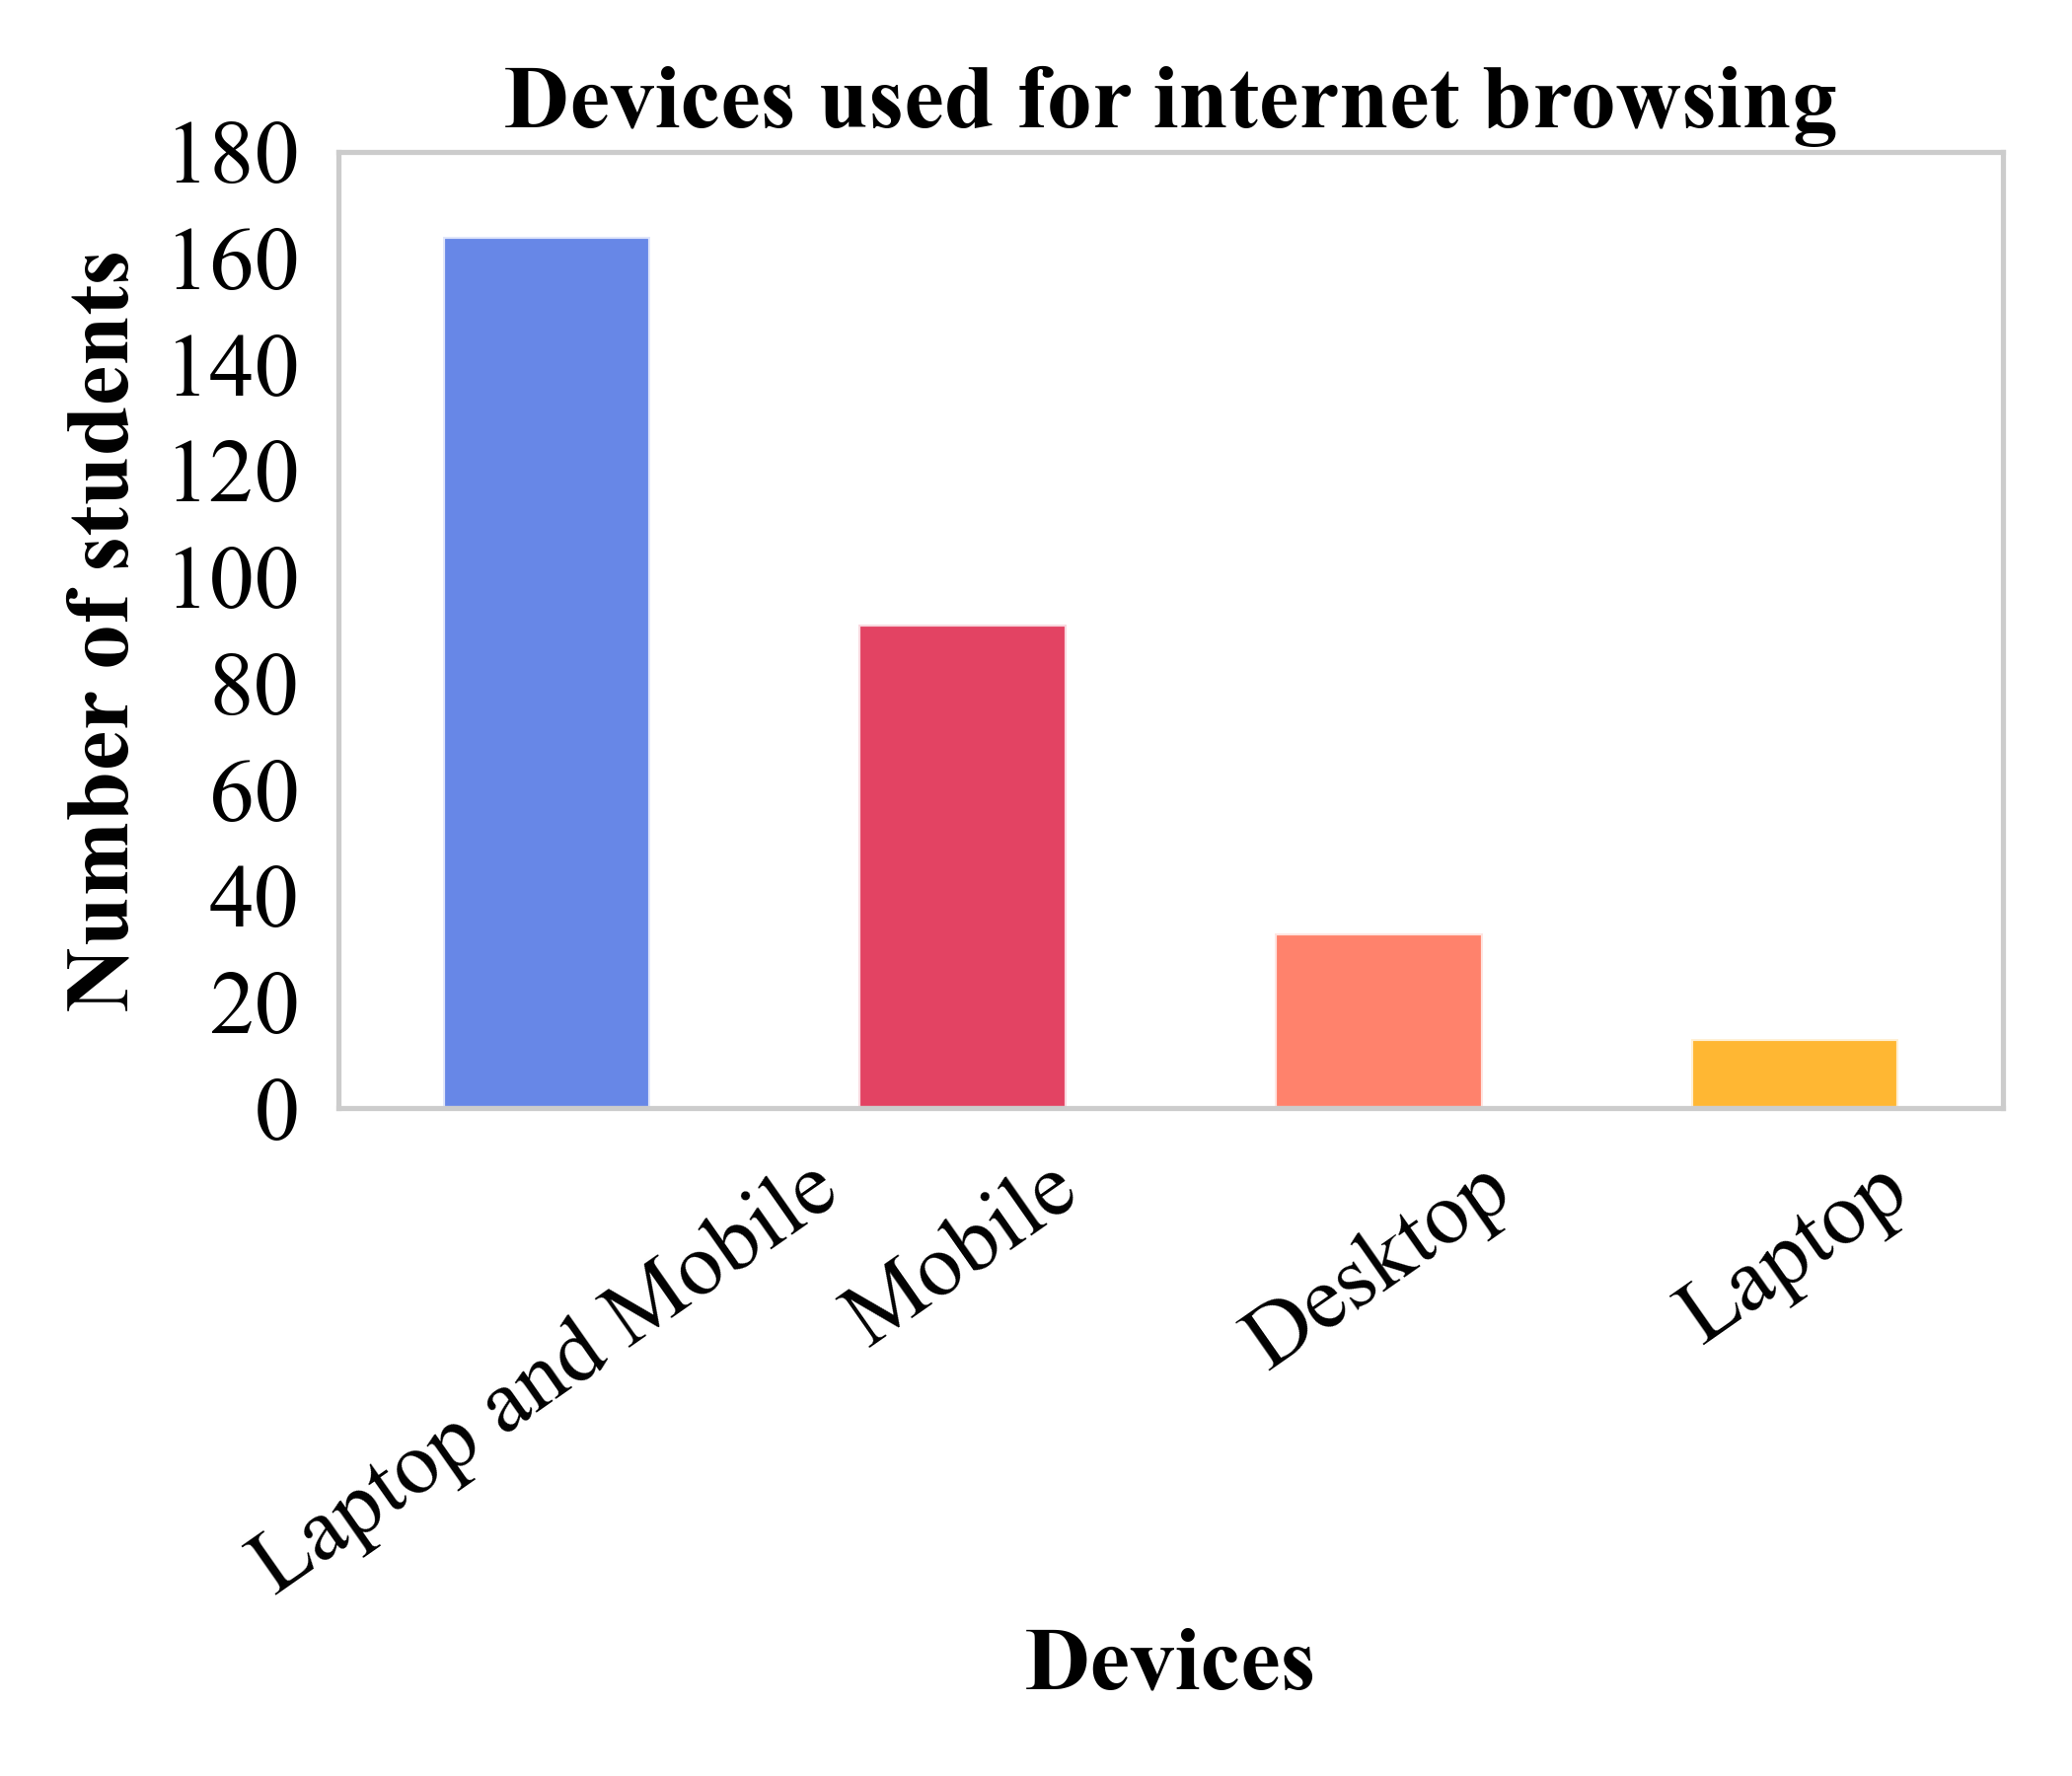 Devices used for internet browsing
Number of students
180
160
140
120
100
80
60
40
20
0
Laptop and Mobile
Mobile
Desktop
Laptop
Devices